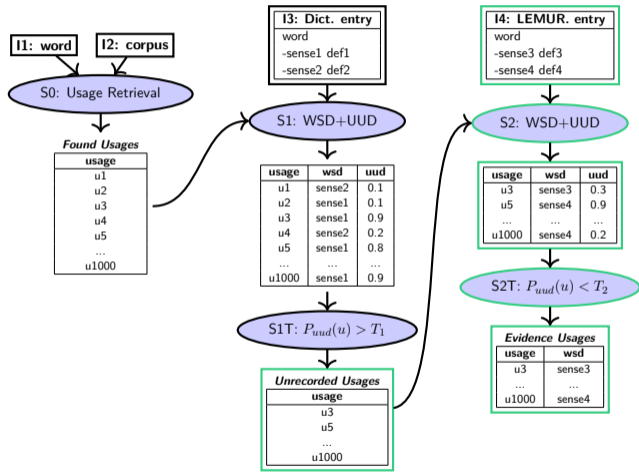 I1: word
I2: corpus
S0: Usage Retrieval
Found Usages
usage
u1
u2
u3
u4
u5
...
u1000
I3: Dict. entry
word
-sense1 def1
-sense2 def2
S1: WSD+UUD
usage wsd uud
u1 sense2 0.1
u2 sense1 0.1
u3 sense1 0.9
u4 sense2 0.2
u5 sense1 0.8
... ... ...
u1000 sense1 0.9
S1T: P_uud(u) > T_1
Unrecorded Usages
usage
u3
u5
...
u1000
I4: LEMUR. entry
word
-sense3 def3
-sense4 def4
S2: WSD+UUD
usage wsd uud
u3 sense3 0.3
u5 sense4 0.9
... ... ...
u1000 sense4 0.2
S2T: P_uud(u) < T_2
Evidence Usages
usage wsd
u3 sense3
... ...
u1000 sense4